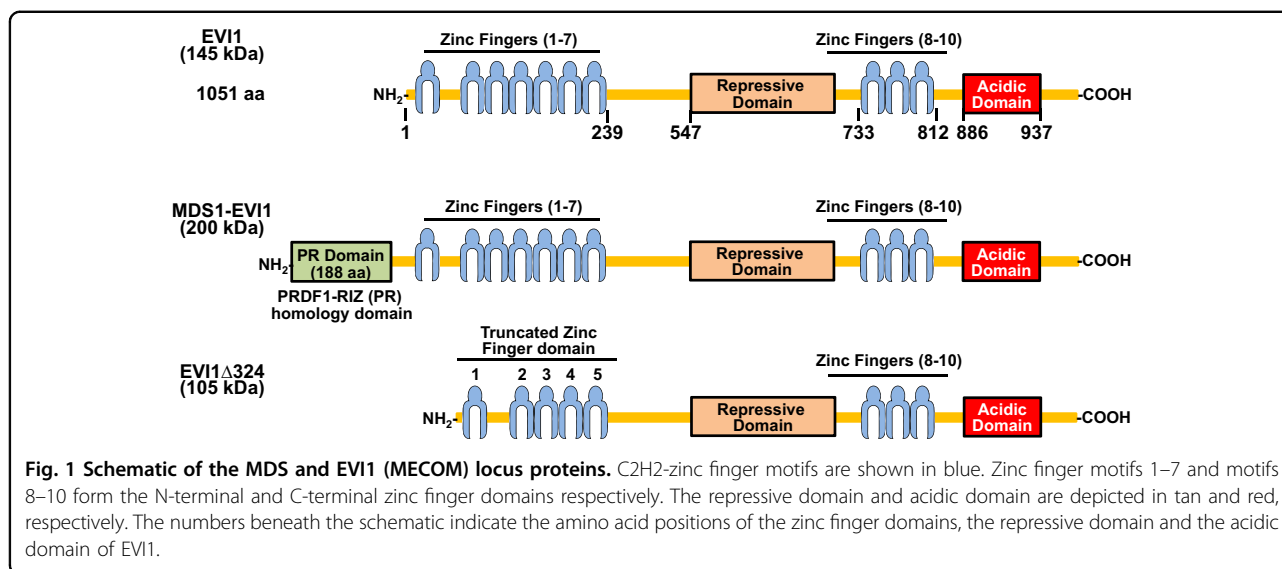 EVI1
(145 kDa)
1051 aa
Zinc Fingers (1-7)
Zinc Fingers (8-10)
NH2-
Repressive
Domain
Acidic
Domain
-COOH
1
239
547
733
812
886
937
MDS1-EVI1
(200 kDa)
Zinc Fingers (1-7)
Zinc Fingers (8-10)
NH2-
PR Domain
(188 aa)
Repressive
Domain
Acidic
Domain
-COOH
PRDF1-RIZ (PR)
homology domain
EVI1Δ324
(105 kDa)
Truncated Zinc
Finger domain
1 2 3 4 5
Zinc Fingers (8-10)
NH2-
Repressive
Domain
Acidic
Domain
-COOH
Fig. 1 Schematic of the MDS and EVI1 (MECOM) locus proteins. C2H2-zinc finger motifs are shown in blue. Zinc finger motifs 1–7 and motifs
8–10 form the N-terminal and C-terminal zinc finger domains respectively. The repressive domain and acidic domain are depicted in tan and red,
respectively. The numbers beneath the schematic indicate the amino acid positions of the zinc finger domains, the repressive domain and the acidic
domain of EVI1.